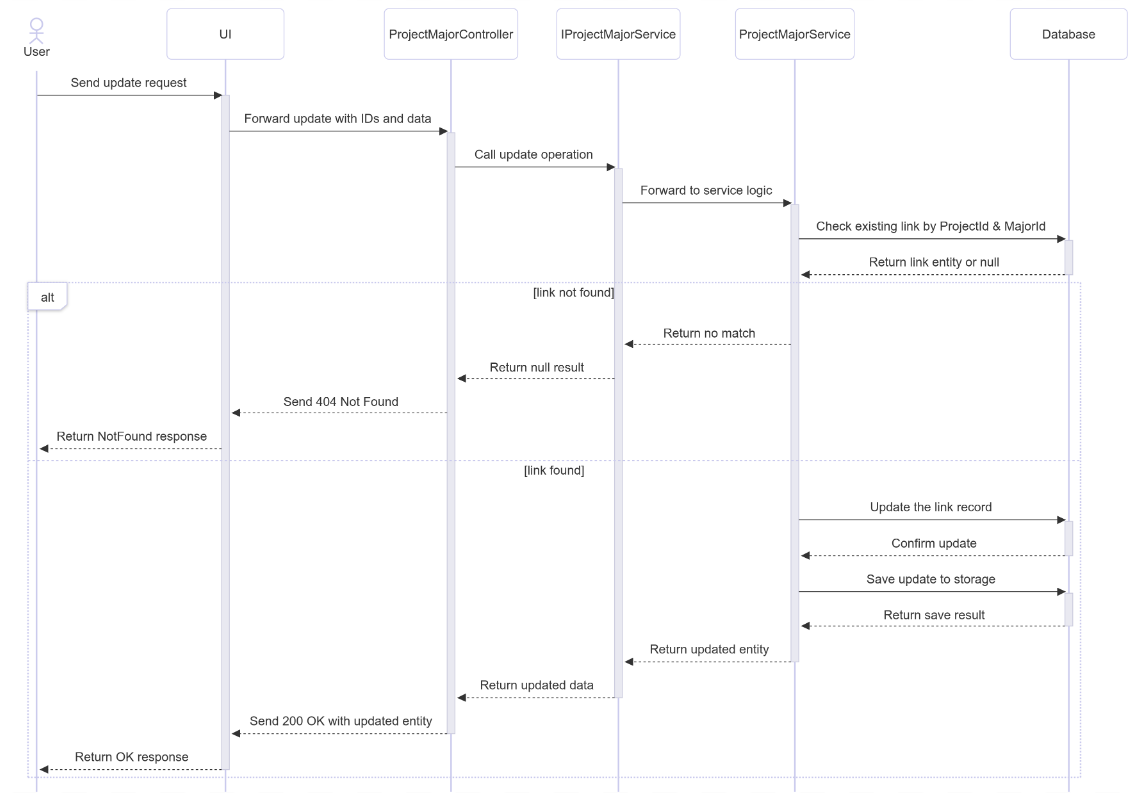 User
UI
ProjectMajorController
IProjectMajorService
ProjectMajorService
Database
Send update request
Forward update with IDs and data
Call update operation
Forward to service logic
Check existing link by ProjectId & MajorId
Return link entity or null
alt
[link not found]
Return no match
Return null result
Send 404 Not Found
Return NotFound response
[link found]
Update the link record
Confirm update
Save update to storage
Return save result
Return updated entity
Return updated data
Send 200 OK with updated entity
Return OK response